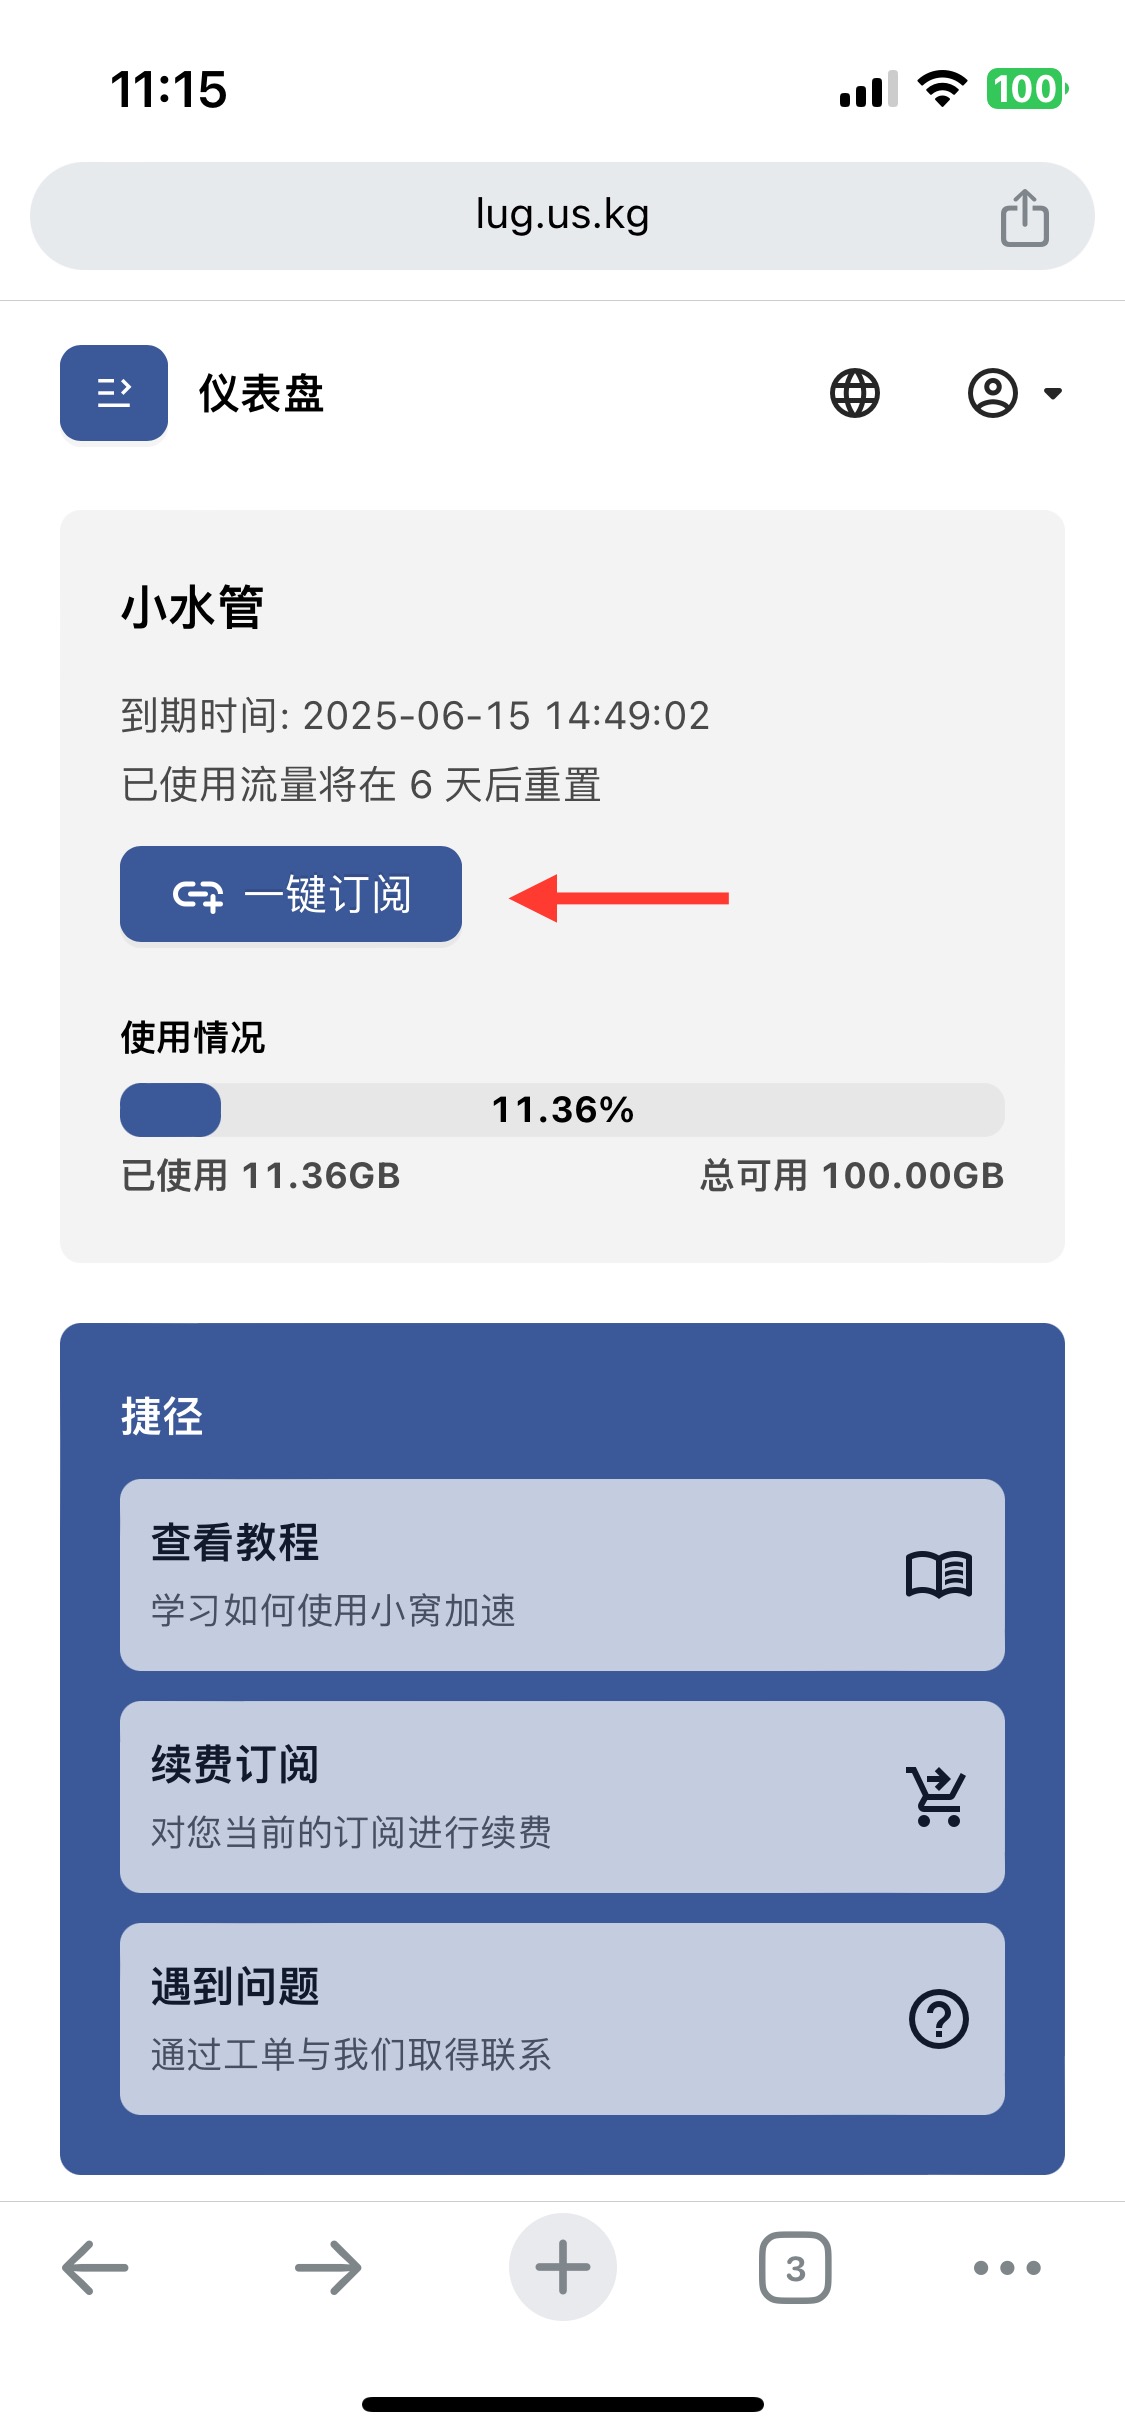 11:15
100
lug.us.kg
仪表盘
小水管
到期时间: 2025-06-15 14:49:02
已使用流量将在 6 天后重置
一键订阅
使用情况
11.36%
已使用 11.36GB
总可用 100.00GB
捷径
查看教程
学习如何使用小窝加速
续费订阅
对您当前的订阅进行续费
遇到问题
通过工单与我们取得联系
3